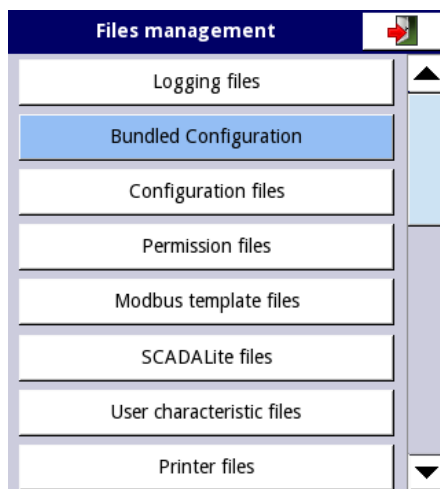 Files management
Logging files
Bundled Configuration
Configuration files
Permission files
Modbus template files
SCADALite files
User characteristic files
Printer files